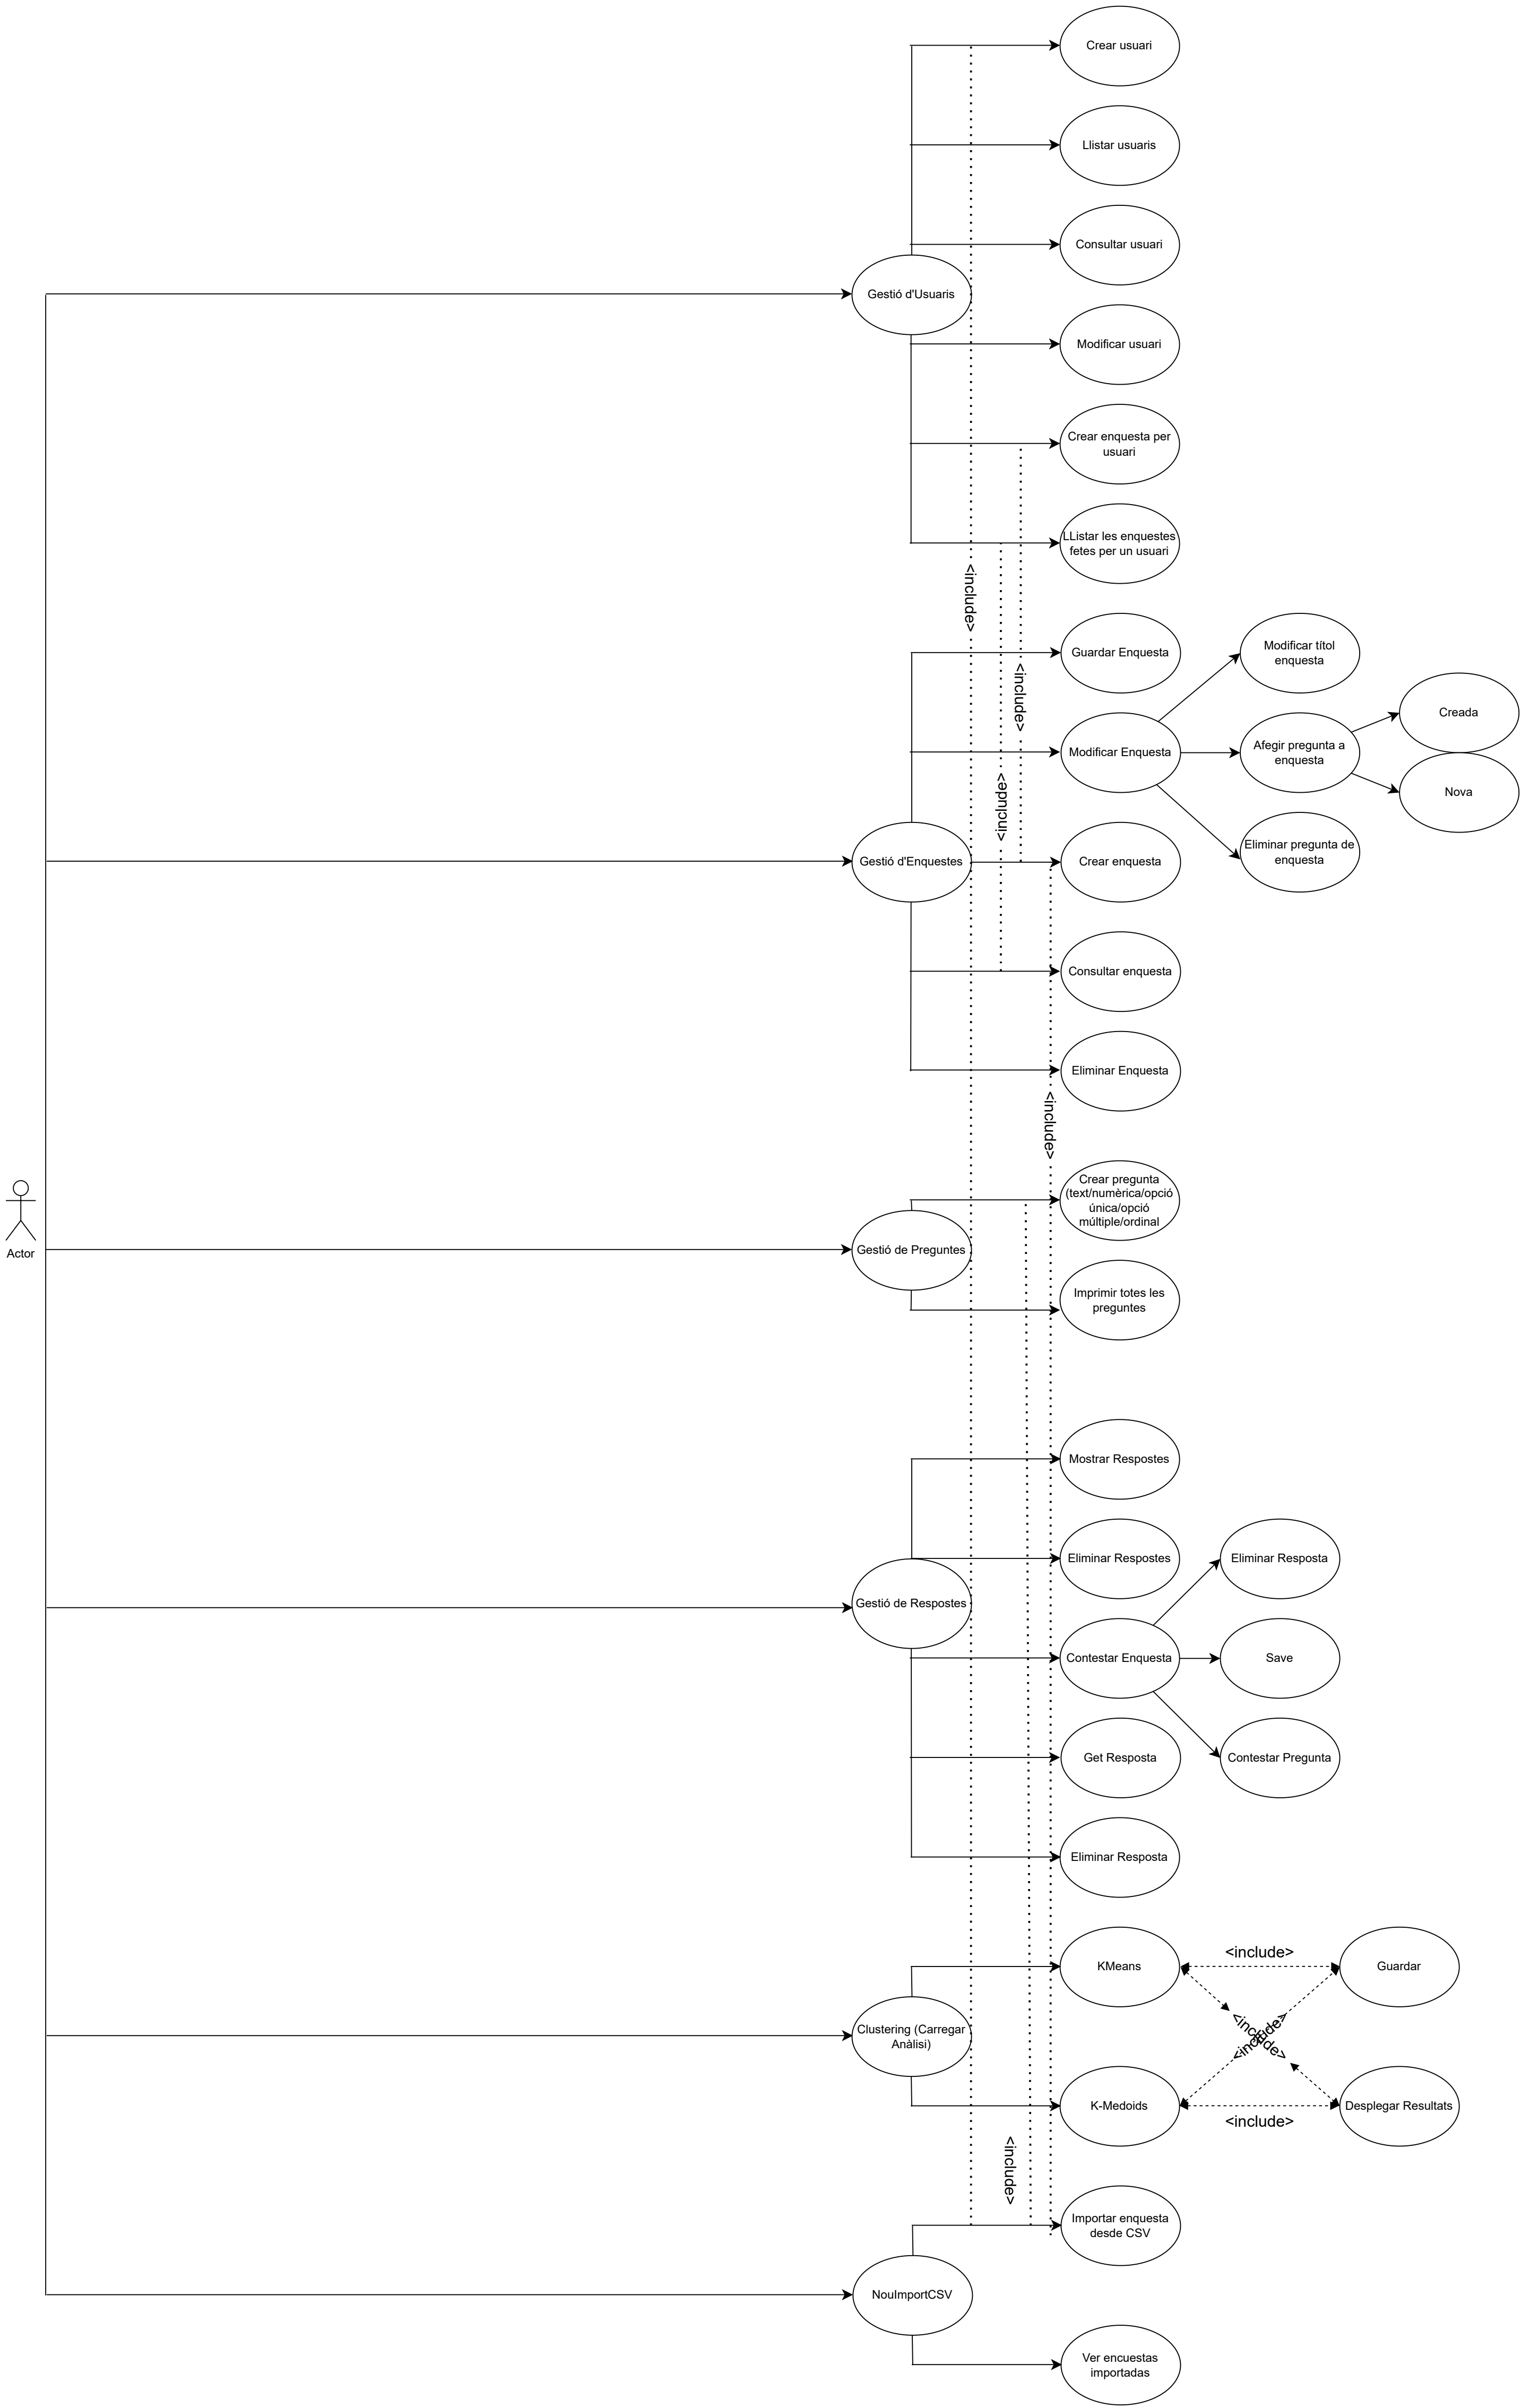 Crear usuari
Llistar usuaris
Consultar usuari
Gestió d'Usuaris
Modificar usuari
Crear enquesta per
usuari
LListar les enquestes
fetes per un usuari
<include>
Guardar Enquesta
Modificar títol
enquesta
<include>
Creada
Modificar Enquesta
Afegir pregunta a
enquesta
Nova
<include>
Eliminar pregunta de
enquesta
Gestió d'Enquestes
Crear enquesta
Consultar enquesta
Eliminar Enquesta
<include>
Crear pregunta
(text/numèrica/opció
única/opció
múltiple/ordinal
Actor
Gestió de Preguntes
Imprimir totes les
preguntes
Mostrar Respostes
Eliminar Respostes
Eliminar Resposta
Gestió de Respostes
Contestar Enquesta
Save
Get Resposta
Contestar Pregunta
Eliminar Resposta
<include>
KMeans
Guardar
Clustering (Carregar
Anàlisi)
<include>
<include>
K-Medoids
Desplegar Resultats
<include>
<include>
Importar enquesta
desde CSV
NouImportCSV
Ver encuestas
importadas